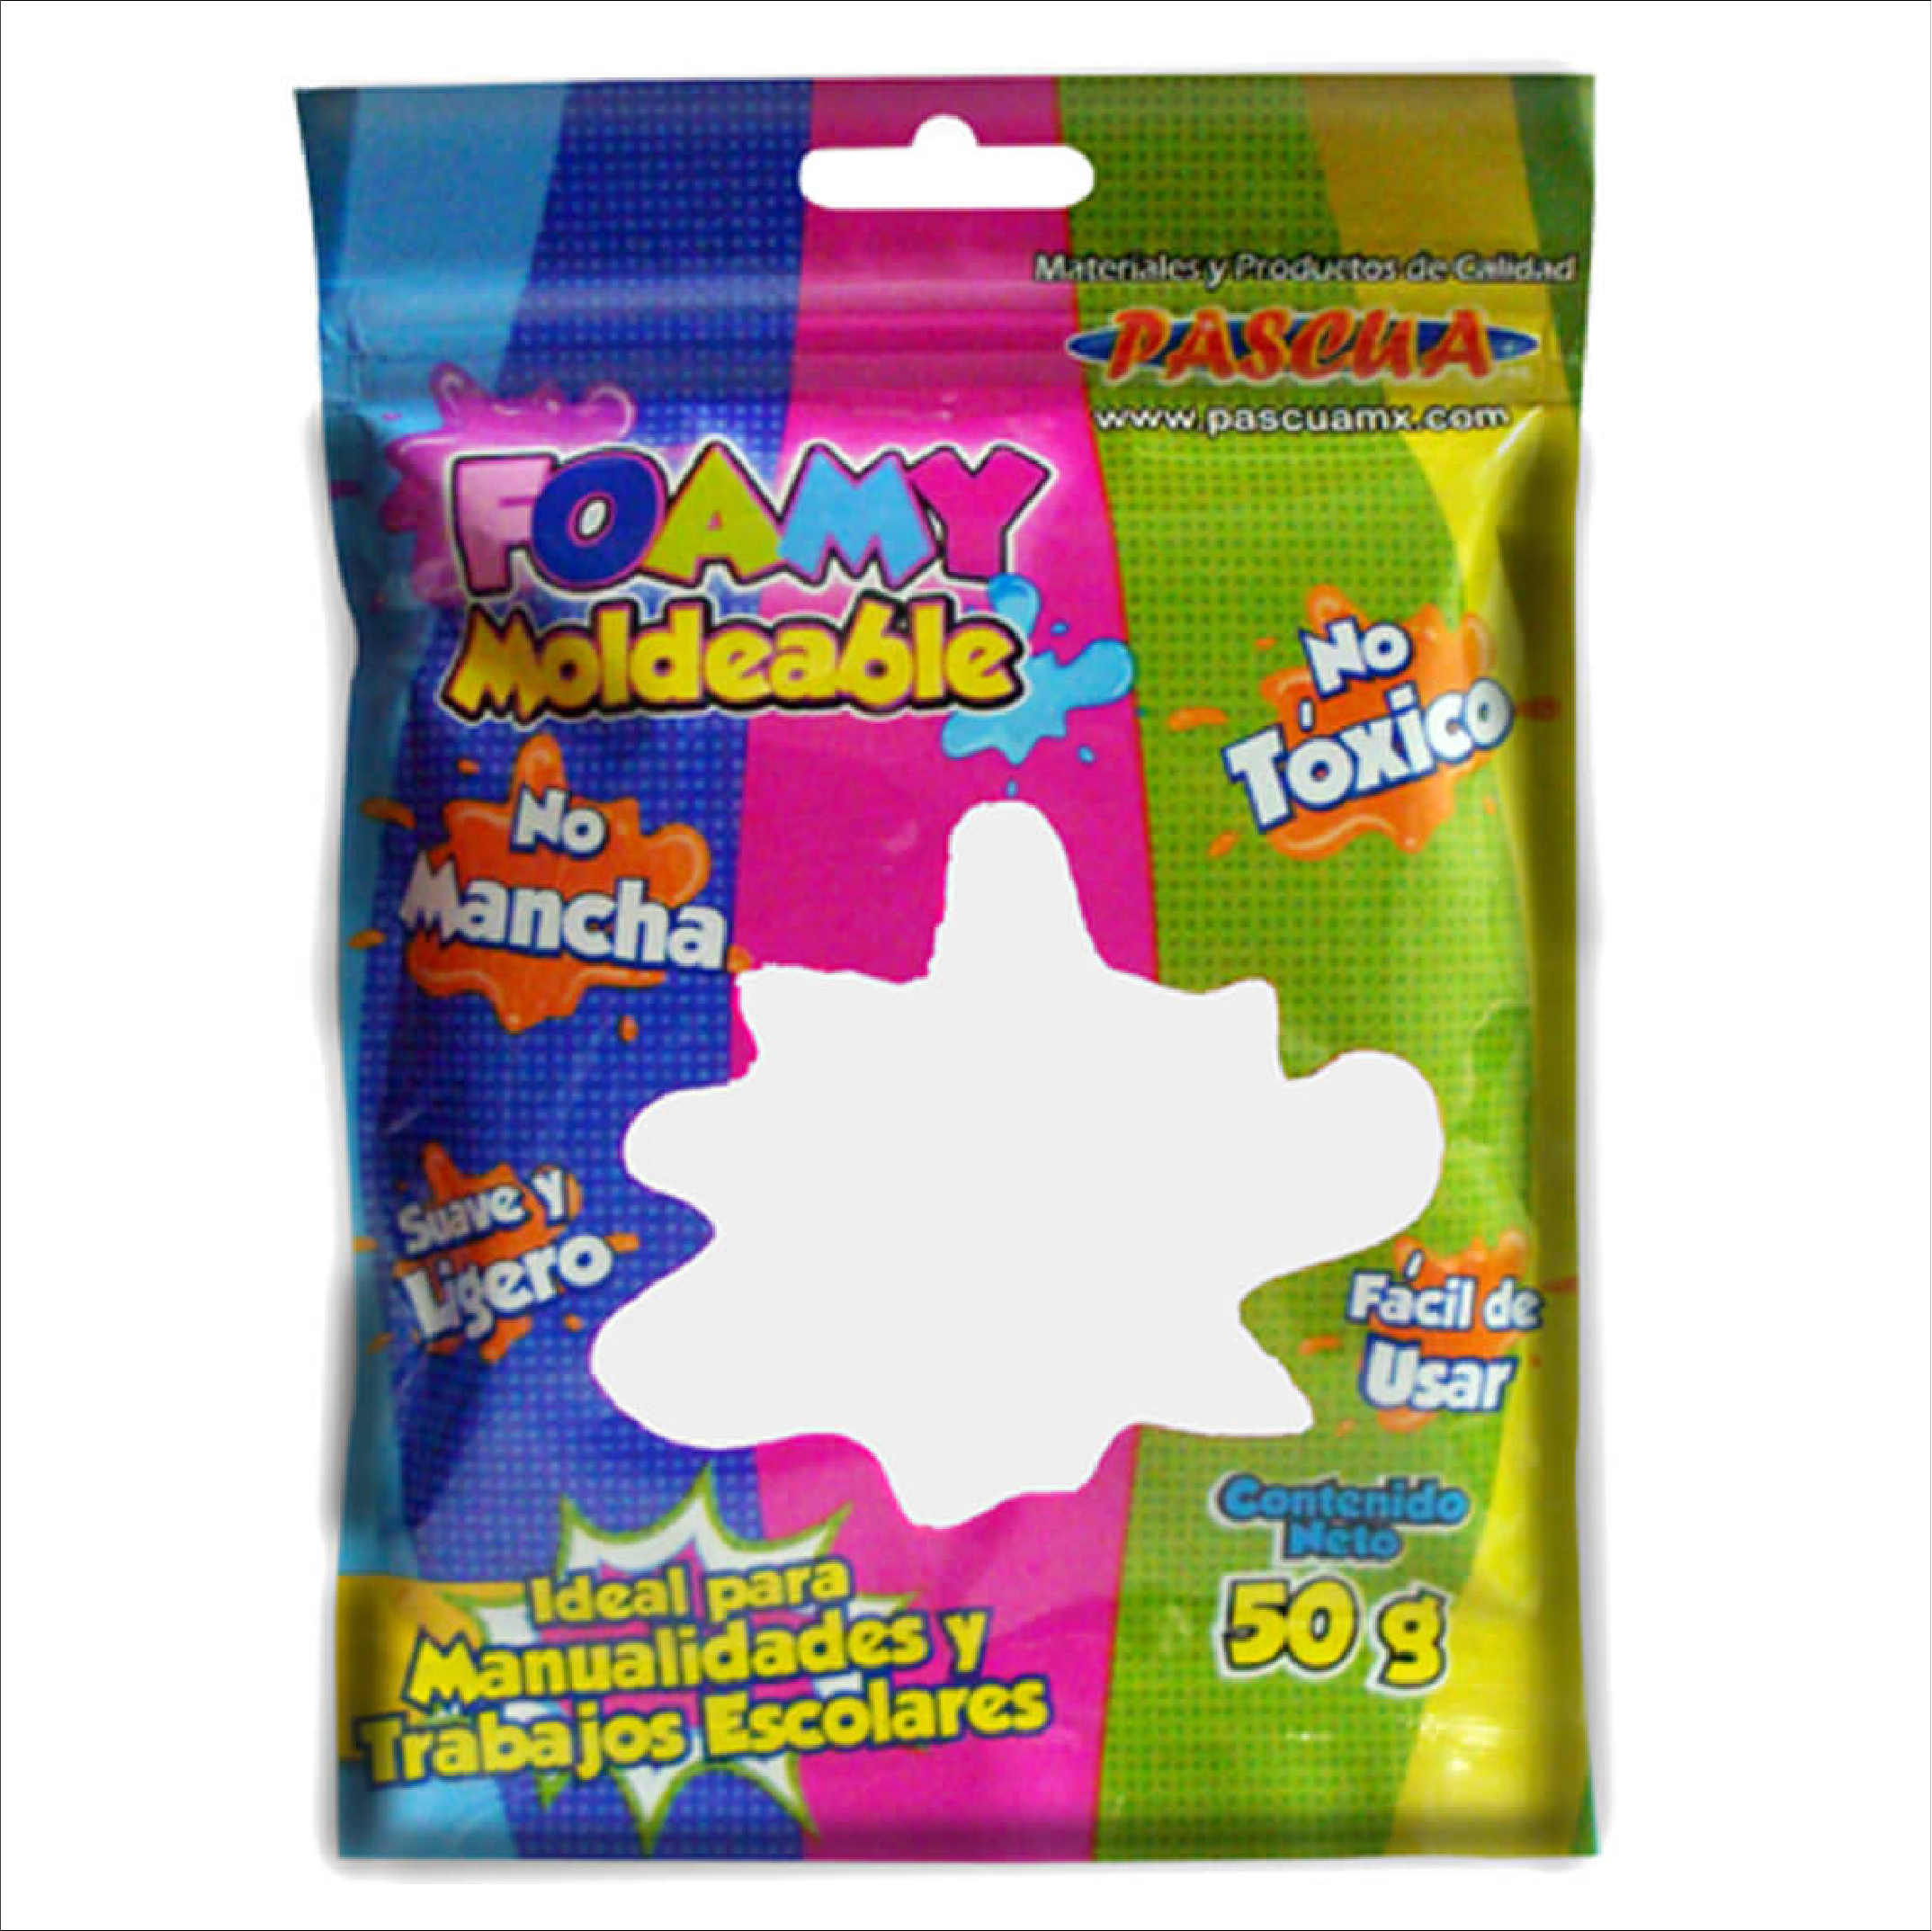 Materiales y Productos de Calidad
PASCUA
www.pascuamx.com
FOAMY
Moldeable
No
Tóxico
No
Mancha
Suave y
Ligero
Fácil de
Usar
Contenido
Neto
50 g
Ideal para
Manualidades y
Trabajos Escolares